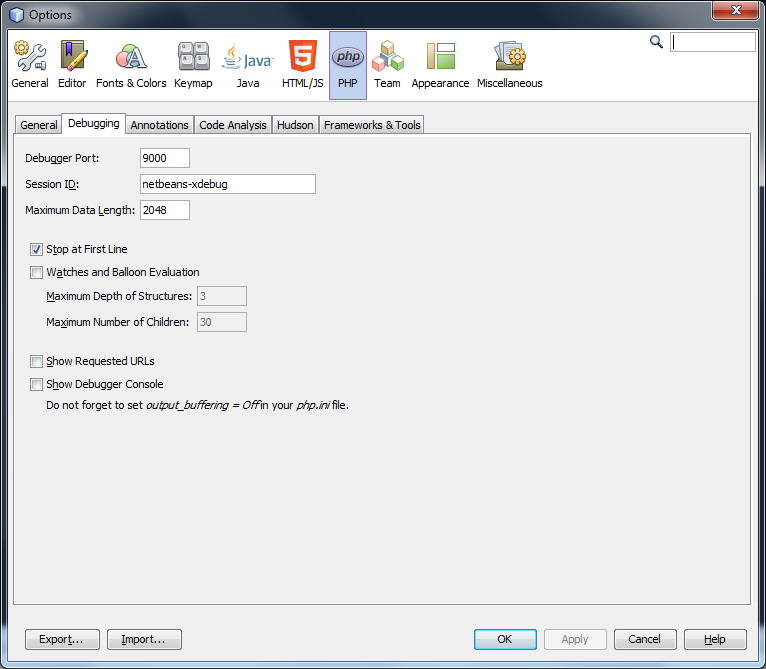 Options
General Editor Fonts & Colors Keymap Java Java HTML/JS php PHP Team Appearance Miscellaneous
General Debugging Annotations Code Analysis Hudson Frameworks & Tools
Debugger Port: 9000
Session ID: netbeans-xdebug
Maximum Data Length: 2048
Stop at First Line
Watches and Balloon Evaluation
Maximum Depth of Structures: 3
Maximum Number of Children: 30
Show Requested URLs
Show Debugger Console
Do not forget to set output_buffering = Off in your php.ini file.
Export... Import... OK Apply Cancel Help